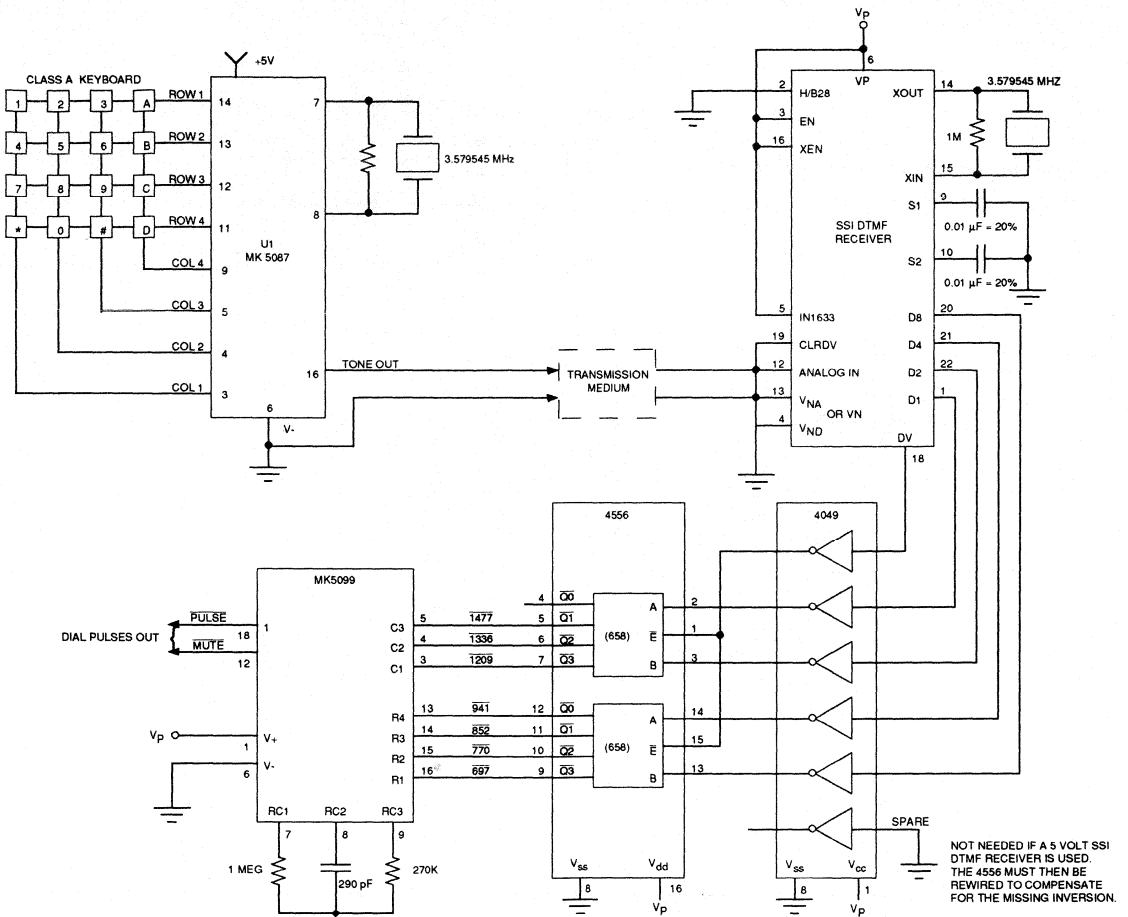 VP
+5V
CLASS A KEYBOARD
1 2 3 A ROW 1 14
4 5 6 B ROW 2 13
7 8 9 C ROW 3 12
* 0 # D ROW 4 11
COL 4 9
COL 3 5
COL 2 4
COL 1 3
U1
MK 5087
7
8
3.579545 MHz
16 TONE OUT
6
V-
TRANSMISSION
MEDIUM
6
VP
2 H/B28
3 EN
16 XEN
XOUT 14
3.579545 MHZ
1M
XIN 15
S1 9
0.01 µF = 20%
SSI DTMF
RECEIVER
S2 10
0.01 µF = 20%
5 IN1633
19 CLRDV
12 ANALOG IN
13 VNA
OR VN
4 VND
D8 20
D4 21
D2 22
D1 1
DV
18
4556
4049
MK5099
PULSE 1
18
DIAL PULSES OUT
MUTE
12
4 Q0
C3 5 1477 5 Q1
C2 4 1336 6 Q2
C1 3 1209 7 Q3
(658)
A 2
E 1
B 3
R4 13 941 12 Q0
R3 14 852 11 Q1
R2 15 770 10 Q2
R1 16 697 9 Q3
(658)
A 14
E 15
B 13
VP V+
1
V-
6
RC1 RC2 RC3
7 8 9
1 MEG
290 pF
270K
Vss Vdd
8 16
VP
SPARE
Vss Vcc
8 1
VP
NOT NEEDED IF A 5 VOLT SSI
DTMF RECEIVER IS USED.
THE 4556 MUST THEN BE
REWIRED TO COMPENSATE
FOR THE MISSING INVERSION.